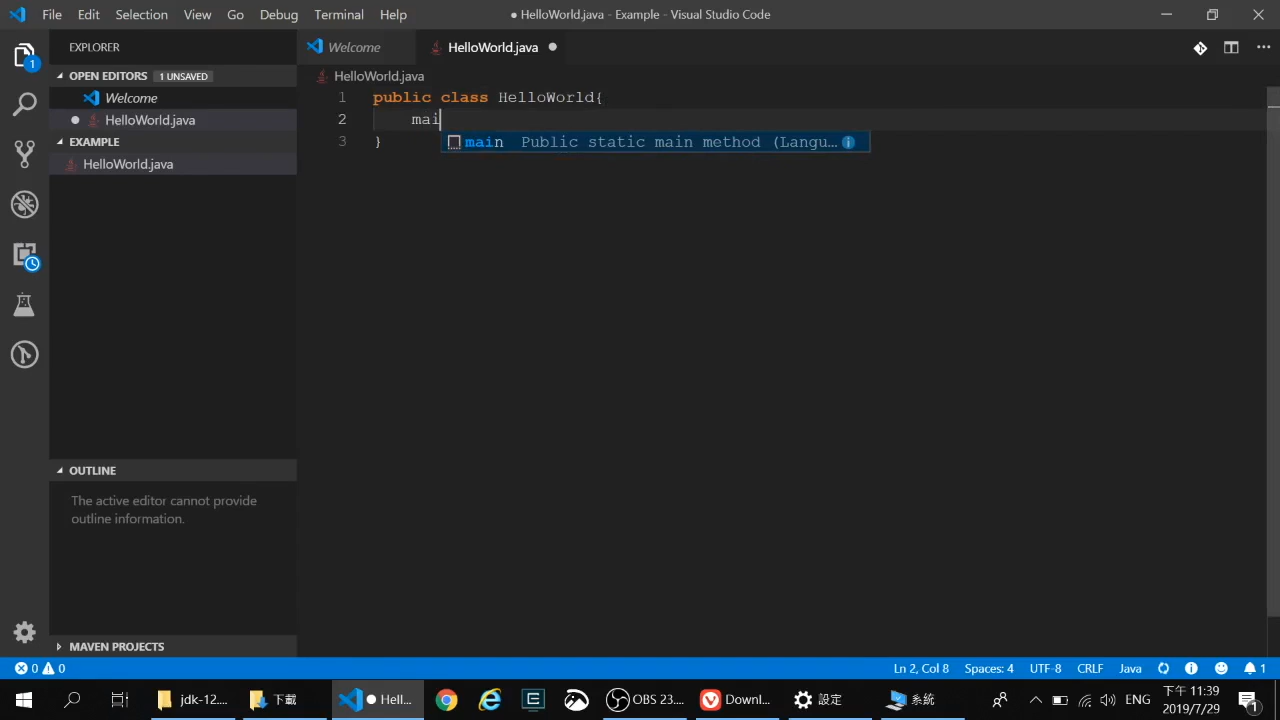 File Edit Selection View Go Debug Terminal Help
● HelloWorld.java - Example - Visual Studio Code
EXPLORER
OPEN EDITORS 1 UNSAVED
Welcome
HelloWorld.java
EXAMPLE
HelloWorld.java
OUTLINE
The active editor cannot provide
outline information.
MAVEN PROJECTS
Welcome HelloWorld.java
HelloWorld.java
1 public class HelloWorld{
2 mai
main Public static main method (Langu...
3 }
1
0 0
Ln 2, Col 8 Spaces: 4 UTF-8 CRLF Java 1
jdk-12.... 下載 ● Hell... OBS 23.... Downl... 設定 系統 ENG
下午 11:39
2019/7/29
1